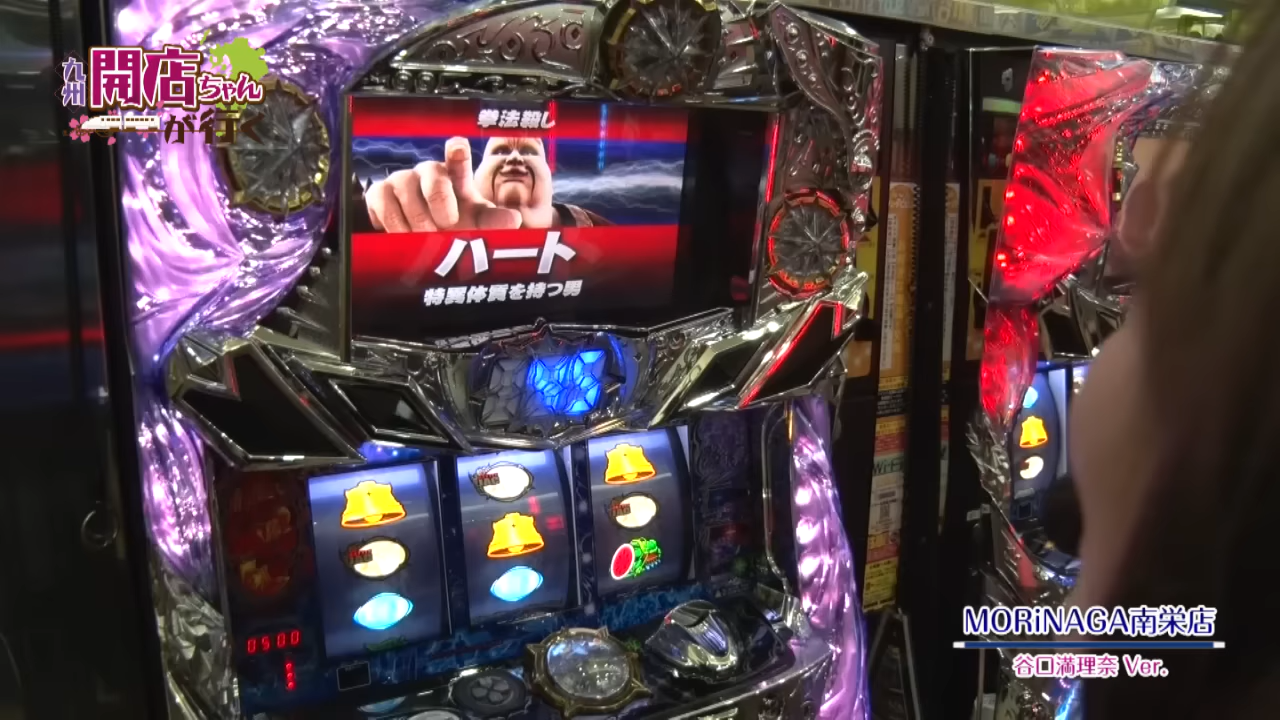 九州
開店ちゃん
が行く
拳法殺し
ハート
特異体質を持つ男
0500
MORiNAGA南栄店
谷口満理奈 Ver.